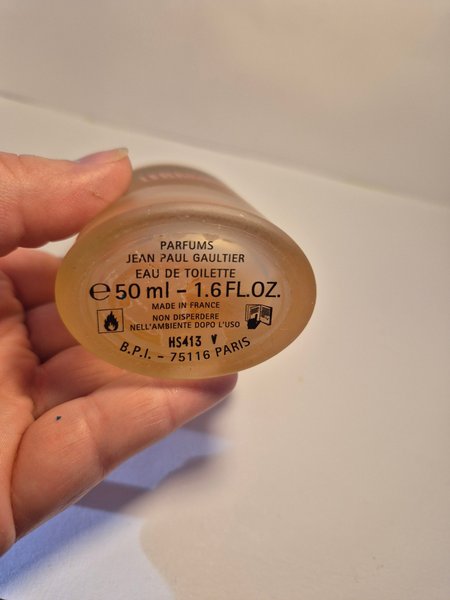 PARFUMS
JEAN PAUL GAULTIER
EAU DE TOILETTE
℮ 50 ml - 1.6 FL.OZ.
MADE IN FRANCE
NON DISPERDERE
NELL'AMBIENTE DOPO L'USO
HS413 V
B.P.I. - 75116 PARIS